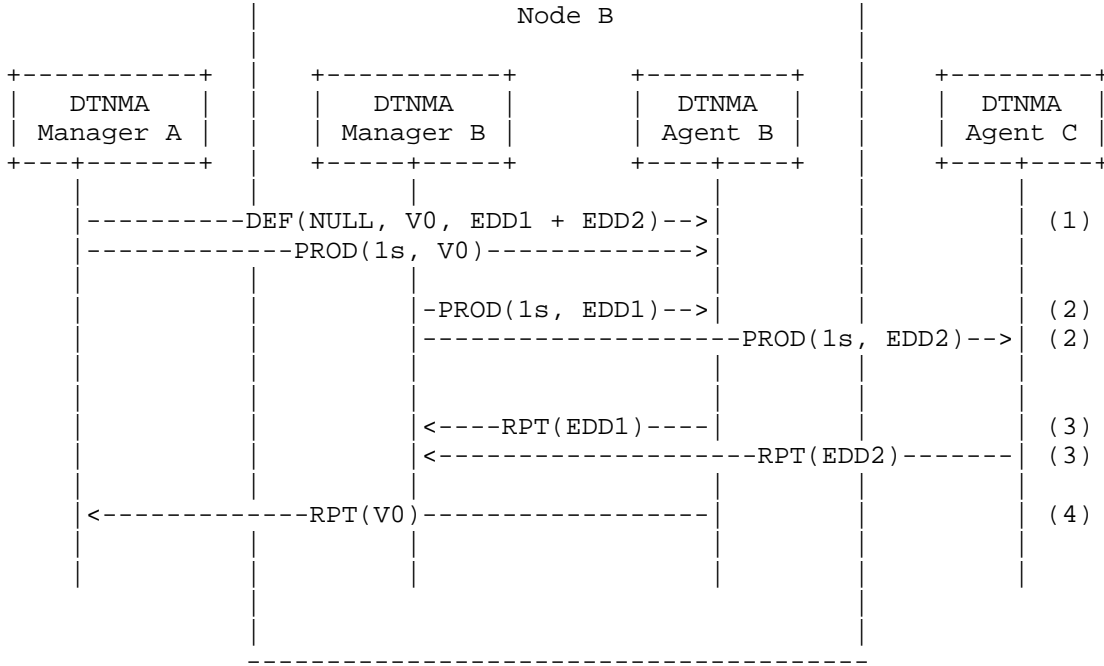 Node B
DTNMA DTNMA DTNMA DTNMA
Manager A Manager B Agent B Agent C
DEF(NULL, V0, EDD1 + EDD2) (1)
PROD(1s, V0)
PROD(1s, EDD1) (2)
PROD(1s, EDD2) (2)
RPT(EDD1) (3)
RPT(EDD2) (3)
RPT(V0) (4)